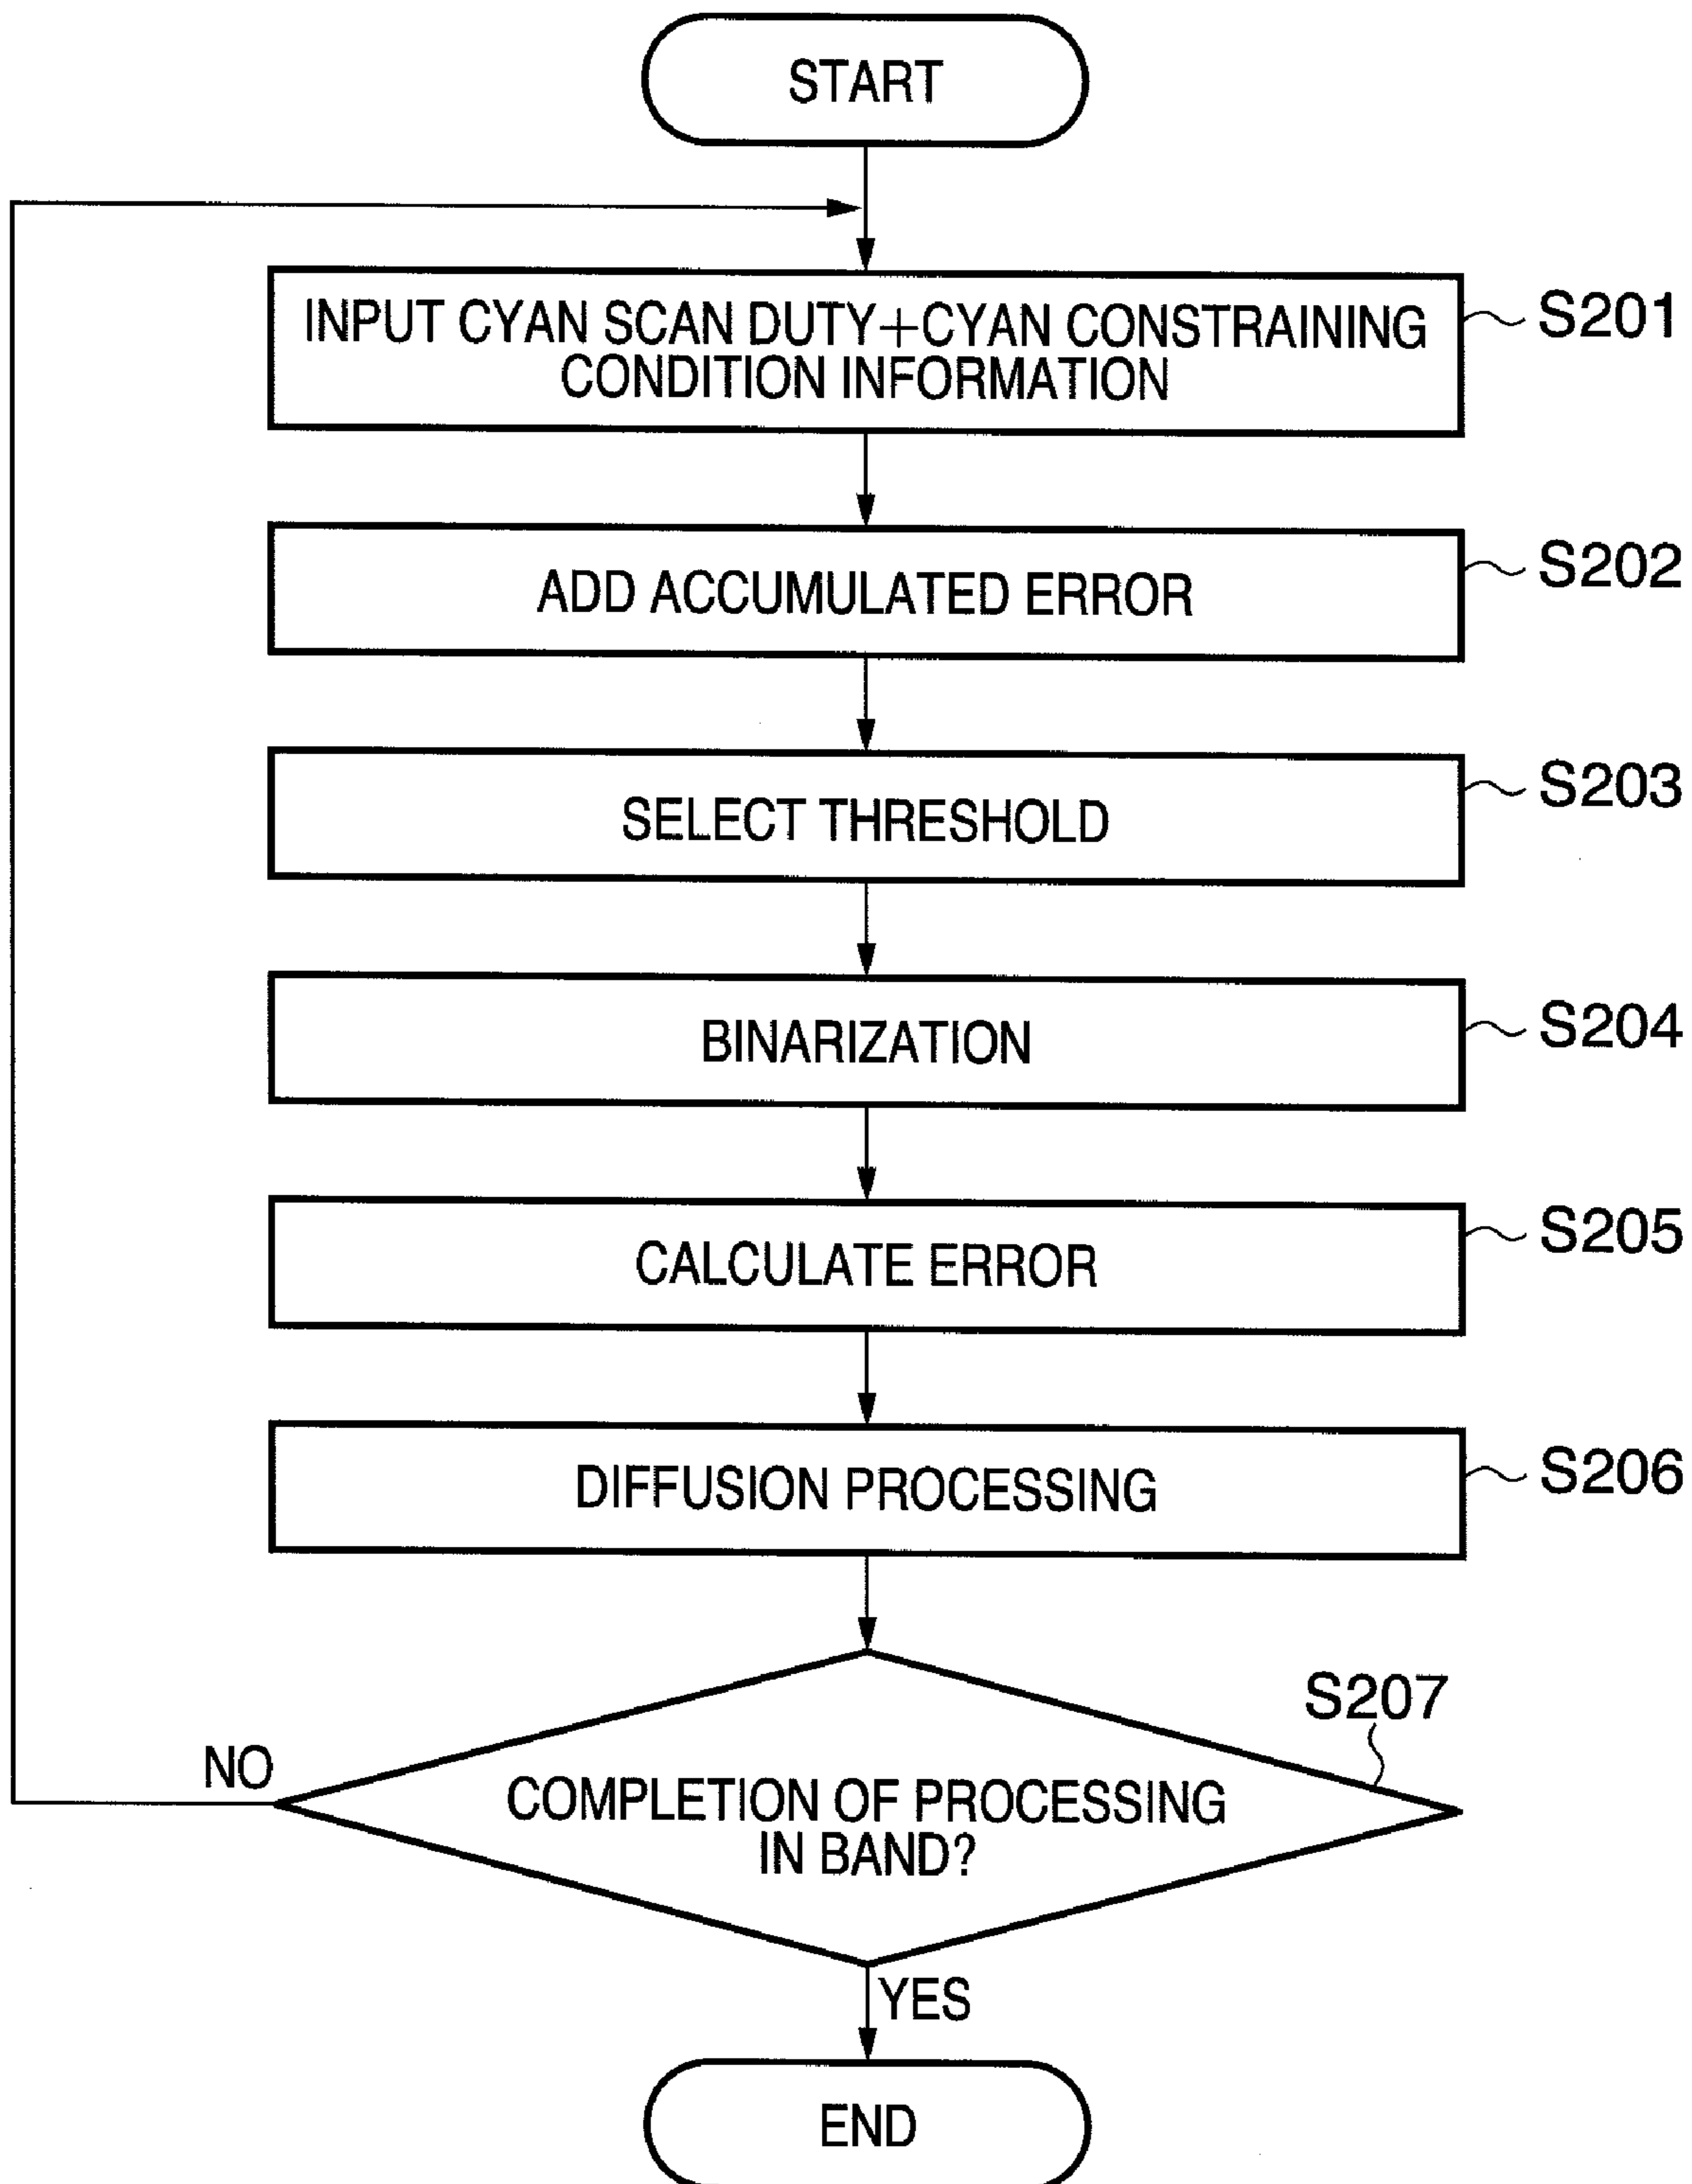 START
INPUT CYAN SCAN DUTY+CYAN CONSTRAINING
CONDITION INFORMATION
S201
ADD ACCUMULATED ERROR
S202
SELECT THRESHOLD
S203
BINARIZATION
S204
CALCULATE ERROR
S205
DIFFUSION PROCESSING
S206
S207
NO
COMPLETION OF PROCESSING
IN BAND?
YES
END